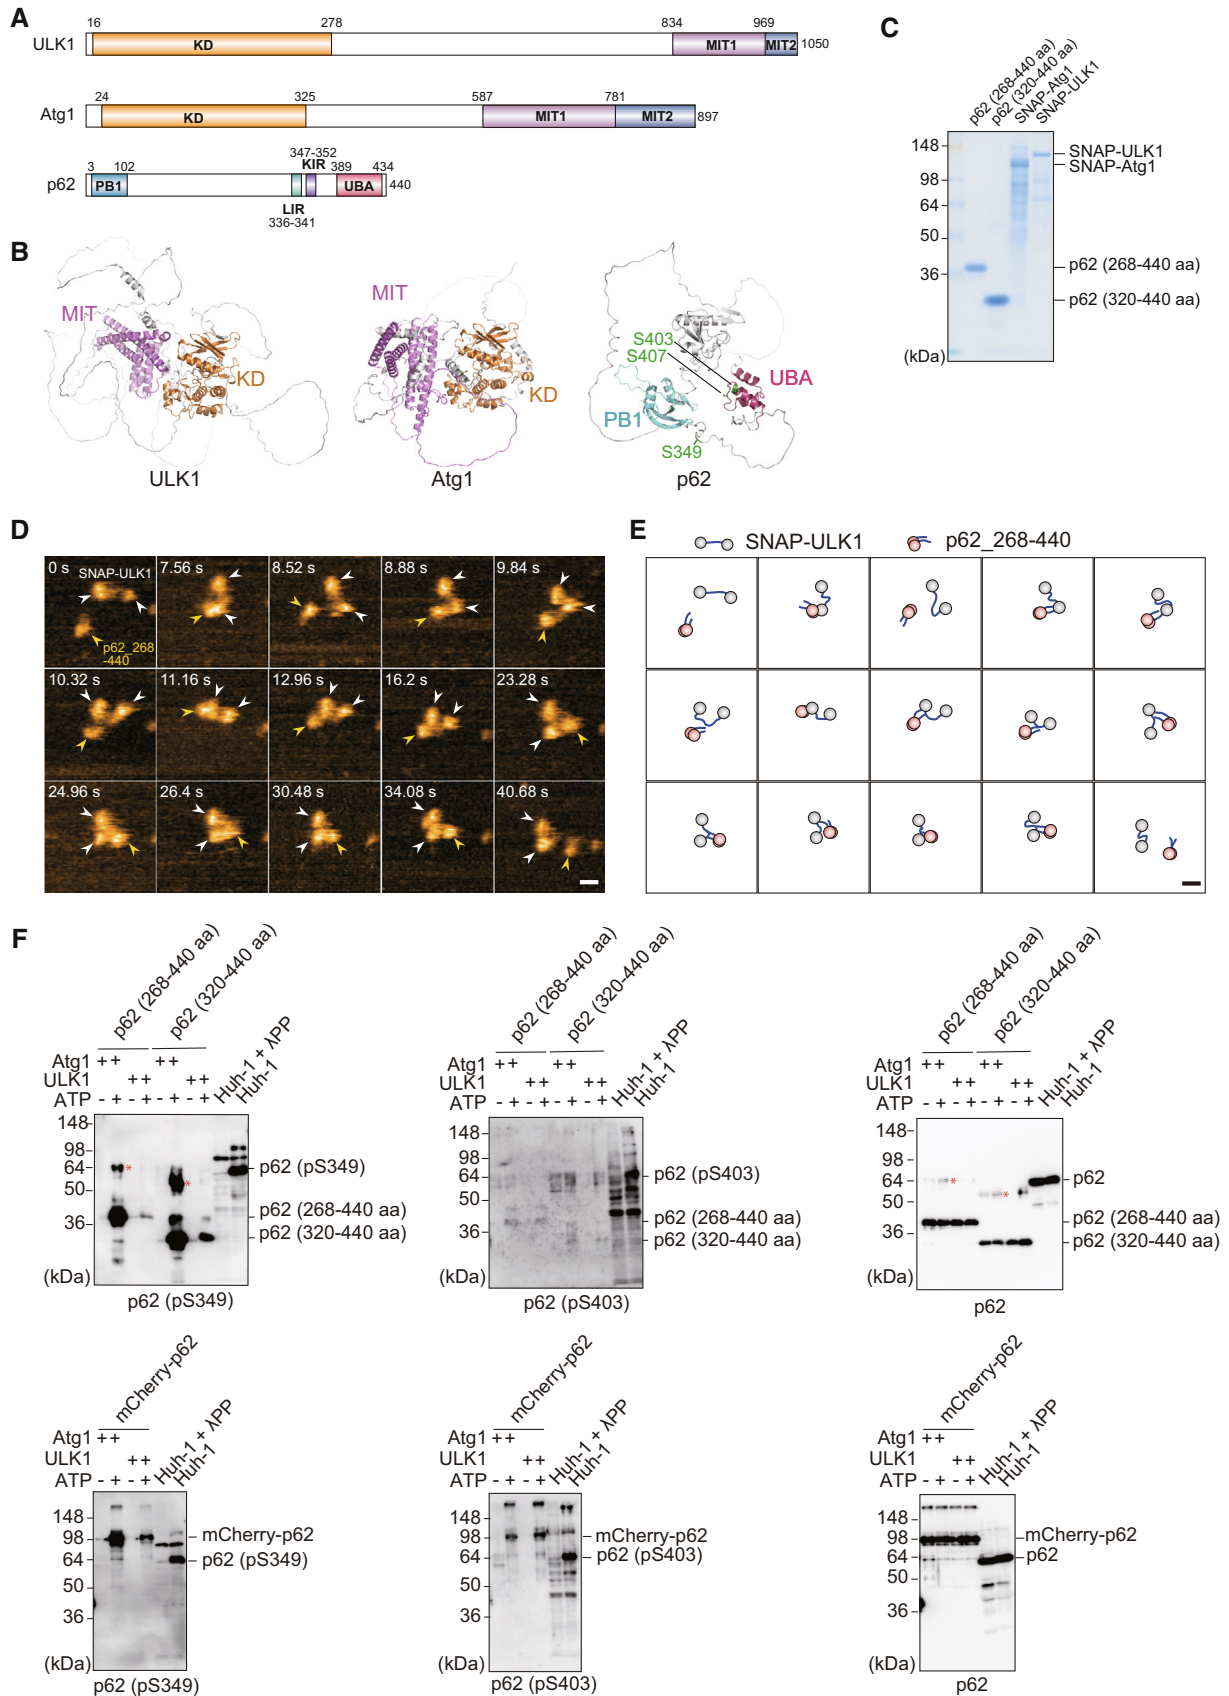 A
16 278 834 969
ULK1 KD MIT1 MIT2 1050
24 325 587 781
Atg1 KD MIT1 MIT2 897
347-352
3 102 KIR 389 434
p62 PB1 UBA 440
LIR
336-341
B
MIT
KD
ULK1
MIT
KD
Atg1
S403
S407
UBA
PB1
S349
p62
C
p62 (268-440 aa)
p62 (320-440 aa)
SNAP-Atg1
SNAP-ULK1
148
98
64
50
36
(kDa)
SNAP-ULK1
SNAP-Atg1
p62 (268-440 aa)
p62 (320-440 aa)
D
0 s SNAP-ULK1 7.56 s 8.52 s 8.88 s 9.84 s
p62_268
-440
10.32 s 11.16 s 12.96 s 16.2 s 23.28 s
24.96 s 26.4 s 30.48 s 34.08 s 40.68 s
E
SNAP-ULK1 p62_268-440
F
p62 (268-440 aa)
p62 (320-440 aa)
Huh-1 + λPP
Huh-1
Atg1 ++ ++
ULK1 ++ ++
ATP - + - + - + - +
148
98
64
50
36
(kDa)
*
*
p62 (pS349)
p62 (268-440 aa)
p62 (320-440 aa)
p62 (pS349)
p62 (268-440 aa)
p62 (320-440 aa)
Huh-1 + λPP
Huh-1
Atg1 ++ ++
ULK1 ++ ++
ATP - + - + - + - +
148
98
64
50
36
(kDa)
p62 (pS403)
p62 (268-440 aa)
p62 (320-440 aa)
p62 (pS403)
p62 (268-440 aa)
p62 (320-440 aa)
Huh-1 + λPP
Huh-1
Atg1 ++ ++
ULK1 ++ ++
ATP - + - + - + - +
148
98
64
50
36
(kDa)
*
*
p62
p62 (268-440 aa)
p62 (320-440 aa)
p62
mCherry-p62
Huh-1 + λPP
Huh-1
Atg1 ++
ULK1 ++
ATP - + - +
148
98
64
50
36
(kDa)
mCherry-p62
p62 (pS349)
p62 (pS349)
mCherry-p62
Huh-1 + λPP
Huh-1
Atg1 ++
ULK1 ++
ATP - + - +
148
98
64
50
36
(kDa)
mCherry-p62
p62 (pS403)
p62 (pS403)
mCherry-p62
Huh-1 + λPP
Huh-1
Atg1 ++
ULK1 ++
ATP - + - +
148
98
64
50
36
(kDa)
mCherry-p62
p62
p62